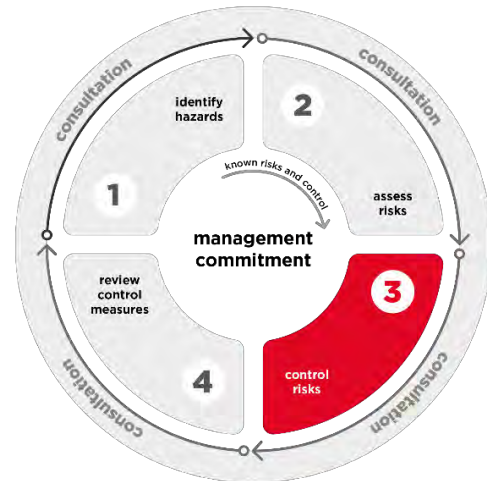 consultation
consultation
identify
hazards
1
2
assess
risks
known risks and control
management
commitment
review
control
measures
4
3
control
risks
consultation
consultation